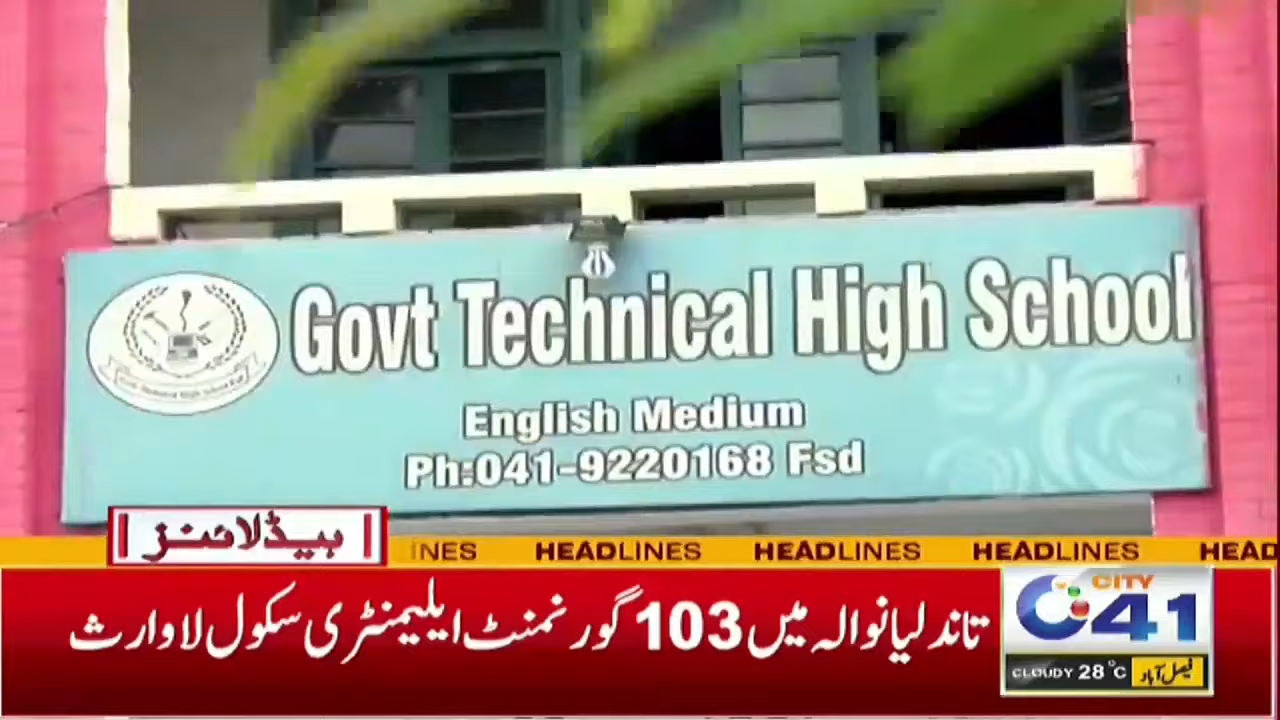 Govt Technical High School
English Medium
Ph:041-9220168 Fsd
ہیڈلائنز
INES HEADLINES HEADLINES HEADLINES HEAD
تاندلیانوالہ میں 103 گورنمنٹ ایلیمنٹری سکول لاوارث
CITY
41
CLOUDY 28°C فیصل آباد